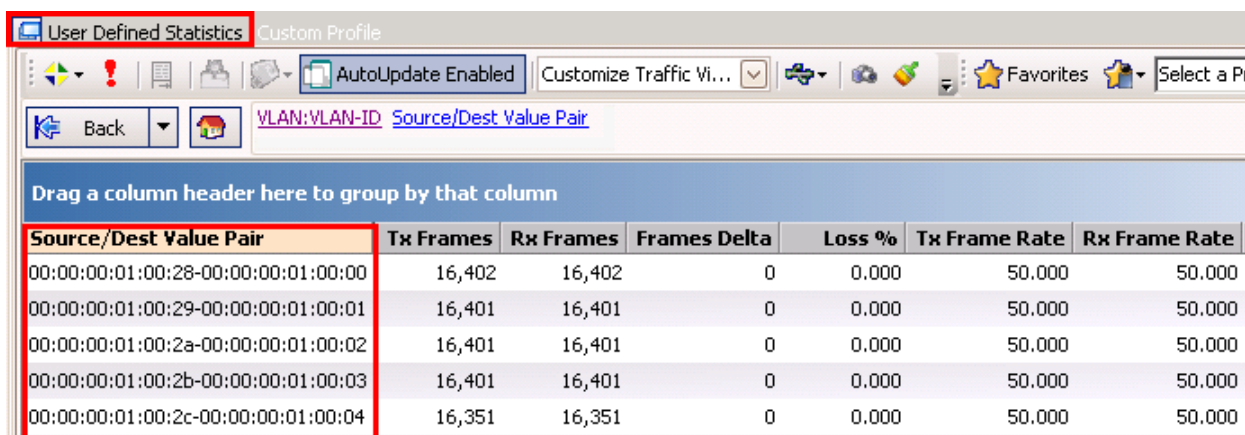 User Defined Statistics Custom Profile
AutoUpdate Enabled Customize Traffic Vi... Favorites Select a
Back VLAN:VLAN-ID Source/Dest Value Pair
Drag a column header here to group by that column
Source/Dest Value Pair Tx Frames Rx Frames Frames Delta Loss % Tx Frame Rate Rx Frame Rate
00:00:00:01:00:28-00:00:00:01:00:00 16,402 16,402 0 0.000 50.000 50.000
00:00:00:01:00:29-00:00:00:01:00:01 16,401 16,401 0 0.000 50.000 50.000
00:00:00:01:00:2a-00:00:00:01:00:02 16,401 16,401 0 0.000 50.000 50.000
00:00:00:01:00:2b-00:00:00:01:00:03 16,401 16,401 0 0.000 50.000 50.000
00:00:00:01:00:2c-00:00:00:01:00:04 16,351 16,351 0 0.000 50.000 50.000